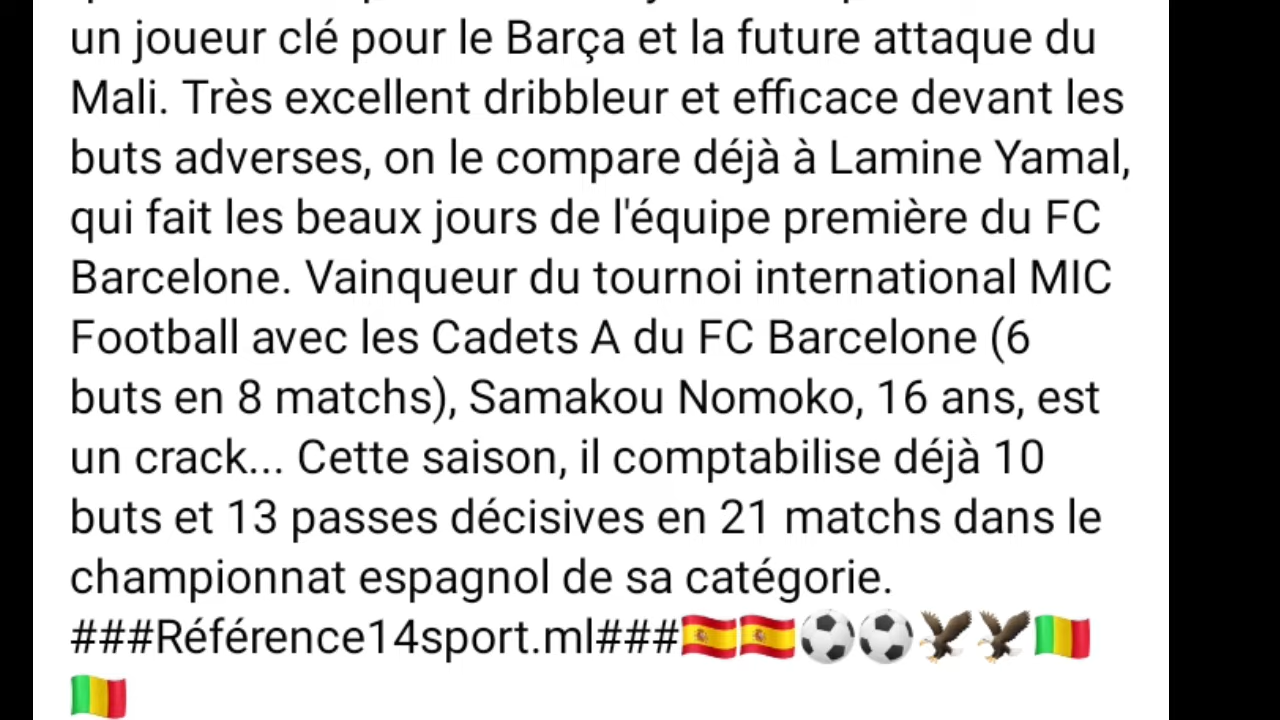 un joueur clé pour le Barça et la future attaque du
Mali. Très excellent dribbleur et efficace devant les
buts adverses, on le compare déjà à Lamine Yamal,
qui fait les beaux jours de l'équipe première du FC
Barcelone. Vainqueur du tournoi international MIC
Football avec les Cadets A du FC Barcelone (6
buts en 8 matchs), Samakou Nomoko, 16 ans, est
un crack... Cette saison, il comptabilise déjà 10
buts et 13 passes décisives en 21 matchs dans le
championnat espagnol de sa catégorie.
###Référence14sport.ml###🇪🇸🇪🇸⚽⚽🦅🦅🇲🇱
🇲🇱